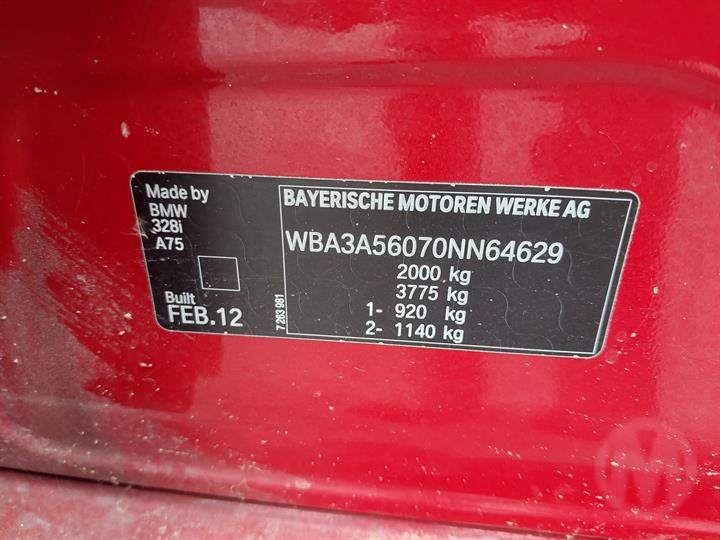 Made by
BMW
328i
A75
Built
FEB.12
7 263 981
BAYERISCHE MOTOREN WERKE AG
WBA3A56070NN64629
2000 kg
3775 kg
1- 920 kg
2- 1140 kg
M